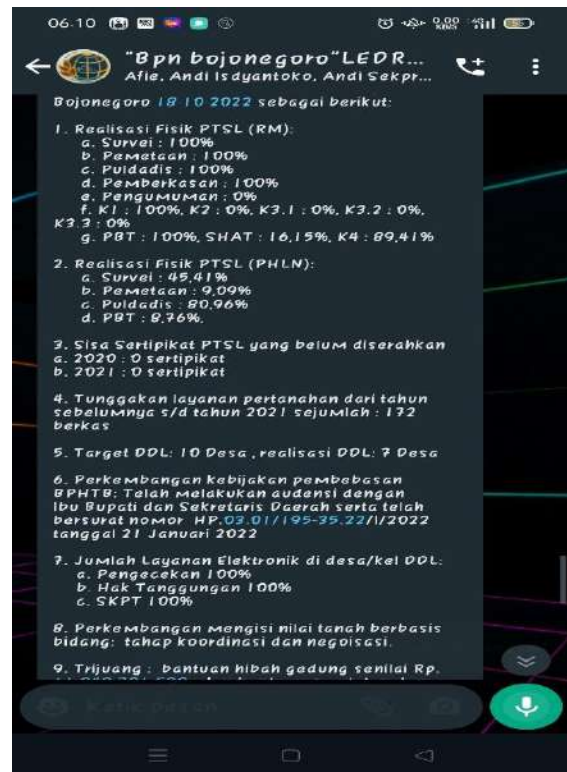 06.10
0,00 KB/S
"Bpn bojonegoro"LEDR...
Afie, Andi Isdyantoko, Andi Sekpr...
Bojonegoro 18 10 2022 sebagai berikut:
1. Realisasi Fisik PTSL (RM):
a. Survei : 100%
b. Pemetaan : 100%
c. Puldadis : 100%
d. Pemberkasan : 100%
e. Pengumuman : 0%
f. K1 : 100%, K2 : 0%, K3.1 : 0%, K3.2 : 0%,
K3.3 : 0%
g. PBT : 100%, SHAT : 16,15%, K4 : 89,41%
2. Realisasi Fisik PTSL (PHLN):
a. Survei : 45,41%
b. Pemetaan : 9,09%
c. Puldadis : 80,96%
d. PBT : 8,76%.
3. Sisa Sertipikat PTSL yang belum diserahkan
a. 2020 : 0 sertipikat
b. 2021 : 0 sertipikat
4. Tunggakan layanan pertanahan dari tahun
sebelumnya s/d tahun 2021 sejumlah : 172
berkas
5. Target DDL: 10 Desa , realisasi DDL: 7 Desa
6. Perkembangan kebijakan pembebasan
BPHTB: Telah melakukan audensi dengan
Ibu Bupati dan Sekretaris Daerah serta telah
bersurat nomor HP.03.01/195-35.22/I/2022
tanggal 21 Januari 2022
7. Jumlah Layanan Elektronik di desa/kel DDL:
a. Pengecekan 100%
b. Hak Tanggungan 100%
c. SKPT 100%
8. Perkembangan mengisi nilai tanah berbasis
bidang: tahap koordinasi dan negoisasi.
9. Trijuang : bantuan hibah gedung senilai Rp.
Ketik pesan